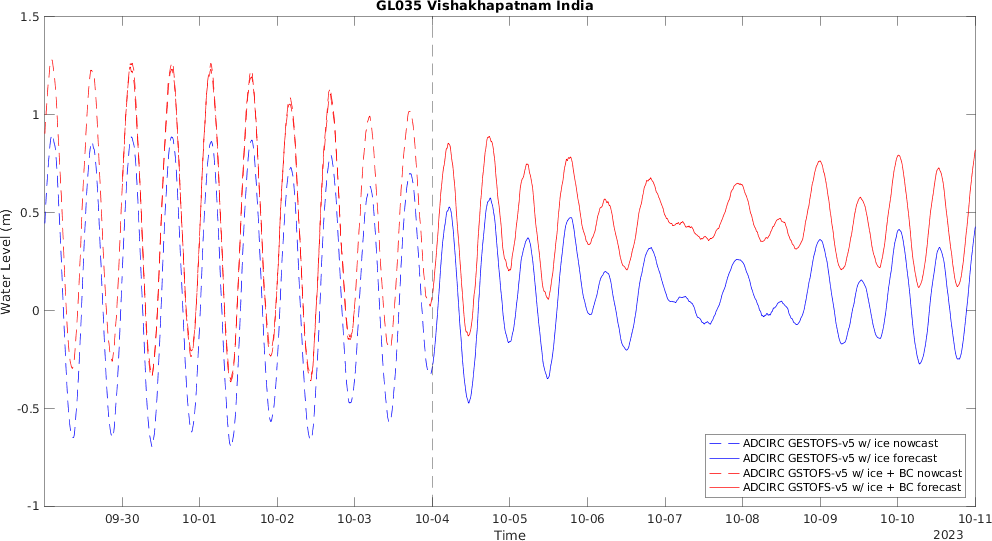 GL035 Vishakhapatnam India
1.5
1
0.5
0
-0.5
-1
Water Level (m)
ADCIRC GESTOFS-v5 w/ ice nowcast
ADCIRC GESTOFS-v5 w/ ice forecast
ADCIRC GSTOFS-v5 w/ ice + BC nowcast
ADCIRC GSTOFS-v5 w/ ice + BC forecast
09-30 10-01 10-02 10-03 10-04 10-05 10-06 10-07 10-08 10-09 10-10 10-11
Time
2023